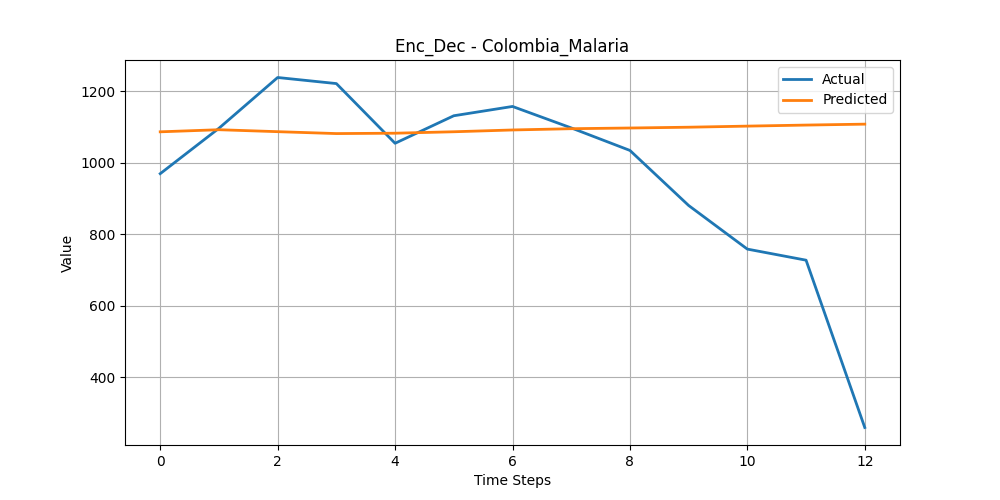 Enc_Dec - Colombia_Malaria
Actual
Predicted
1200
1000
800
600
400
Value
0 2 4 6 8 10 12
Time Steps